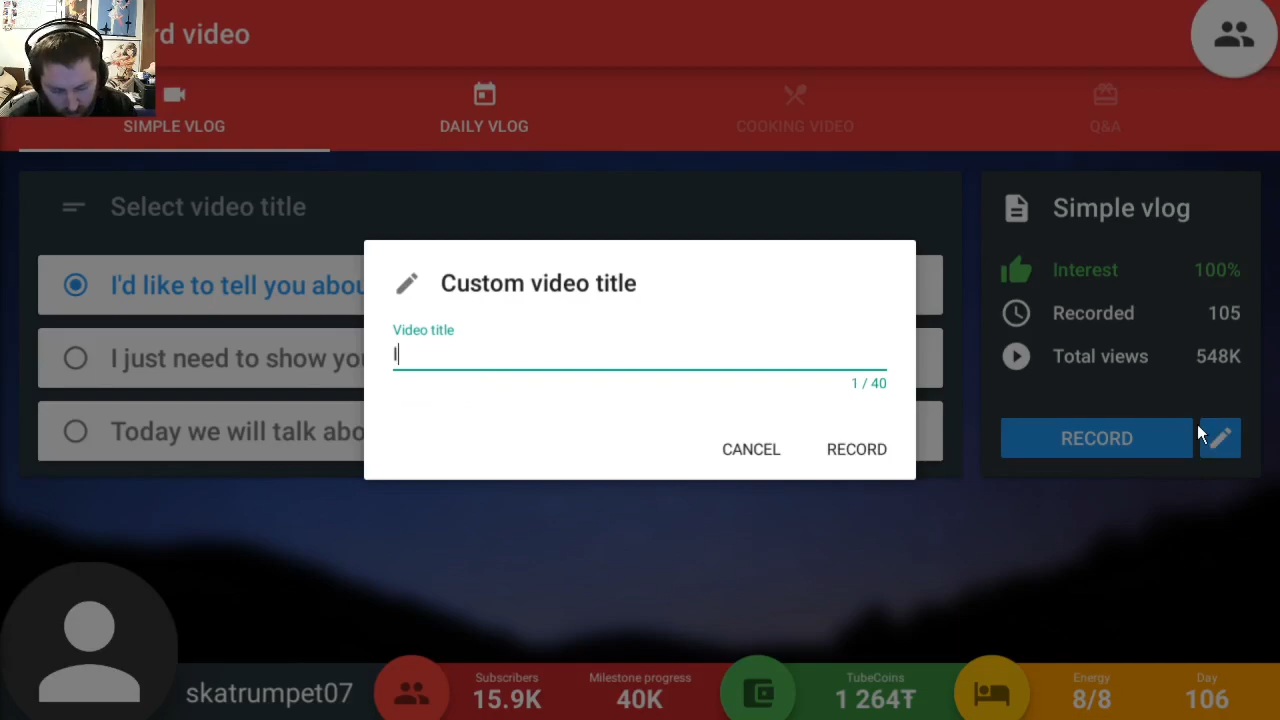 rd video
SIMPLE VLOG
DAILY VLOG
COOKING VIDEO
Q&A
Select video title
I'd like to tell you abou
I just need to show you
Today we will talk abo
Custom video title
Video title
I
1 / 40
CANCEL
RECORD
Simple vlog
Interest 100%
Recorded 105
Total views 548K
RECORD
skatrumpet07
Subscribers
15.9K
Milestone progress
40K
TubeCoins
1 264Ŧ
Energy
8/8
Day
106